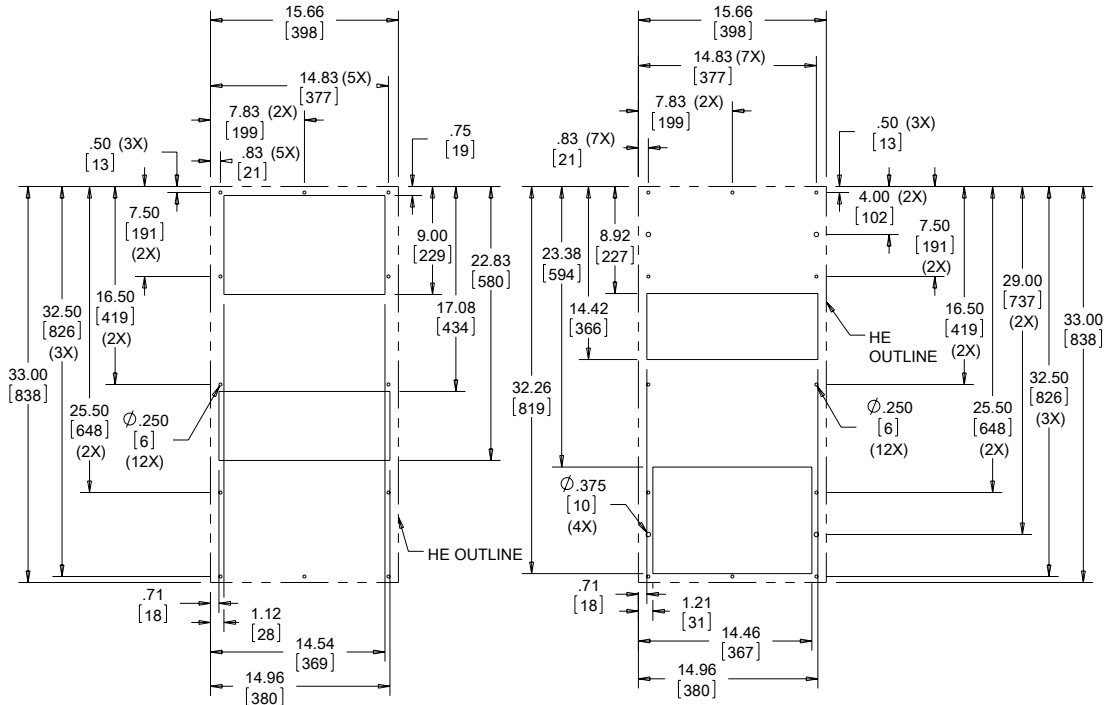 15.66
[398]
14.83 (5X)
[377]
7.83 (2X)
[199]
.50 (3X)
[13]
.83 (5X)
[21]
.75
[19]
7.50
[191]
(2X)
9.00
[229]
22.83
[580]
16.50
[419]
(2X)
17.08
[434]
32.50
[826]
(3X)
33.00
[838]
25.50
[648]
(2X)
Ø.250
[6]
(12X)
HE OUTLINE
.71
[18]
1.12
[28]
14.54
[369]
14.96
[380]
15.66
[398]
14.83 (7X)
[377]
7.83 (2X)
[199]
.83 (7X)
[21]
.50 (3X)
[13]
4.00 (2X)
[102]
7.50
[191]
(2X)
8.92
[227]
23.38
[594]
14.42
[366]
29.00
[737]
(2X)
16.50
[419]
(2X)
33.00
[838]
HE
OUTLINE
32.26
[819]
32.50
[826]
(3X)
25.50
[648]
(2X)
Ø.250
[6]
(12X)
Ø.375
[10]
(4X)
.71
[18]
1.21
[31]
14.46
[367]
14.96
[380]